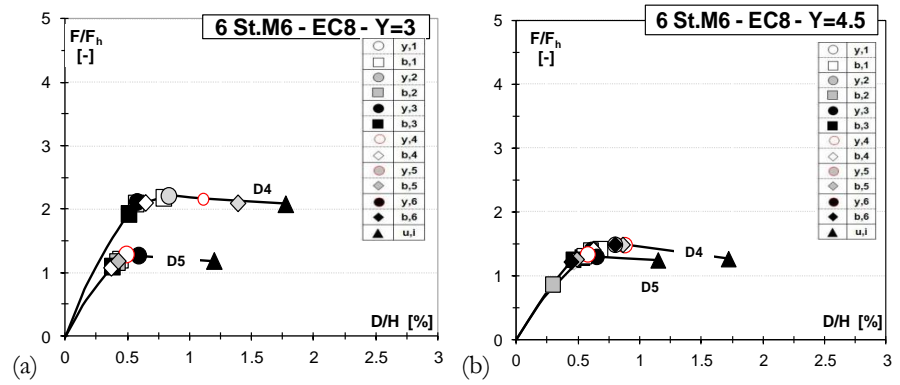 6 St.M6 - EC8 - Y=3
F/Fh
[-]
5
4
3
2
1
0
y,1
b,1
y,2
b,2
y,3
b,3
y,4
b,4
y,5
b,5
y,6
b,6
u,i
D4
D5
D/H [%]
0 0.5 1 1.5 2 2.5 3
(a)
6 St.M6 - EC8 - Y=4.5
F/Fh
[-]
5
4
3
2
1
0
y,1
b,1
y,2
b,2
y,3
b,3
y,4
b,4
y,5
b,5
y,6
b,6
u,i
D4
D5
D/H [%]
0 0.5 1 1.5 2 2.5 3
(b)